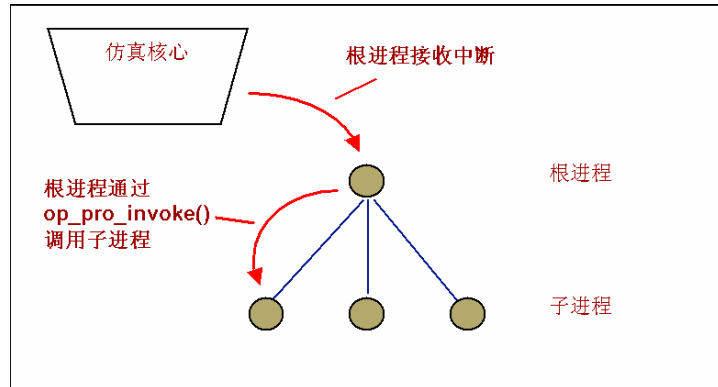 仿真核心
根进程接收中断
根进程
根进程通过
op_pro_invoke()
调用子进程
子进程